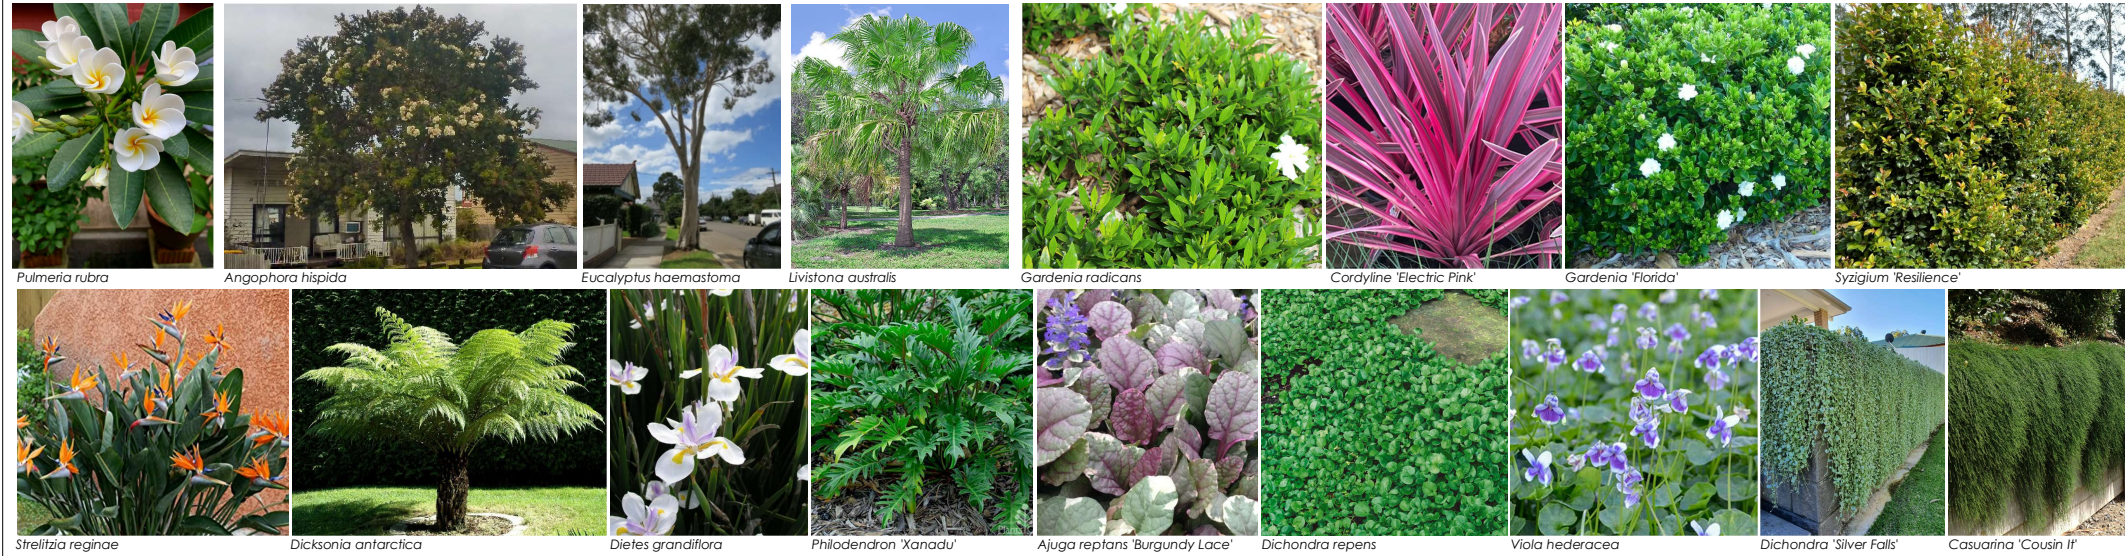 Pulmeria rubra
Angophora hispida
Eucalyptus haemastoma
Livistona australis
Gardenia radicans
Cordyline 'Electric Pink'
Gardenia 'Florida'
Syzigium 'Resilience'
Strelitzia reginae
Dicksonia antarctica
Dietes grandiflora
Philodendron 'Xanadu'
Ajuga reptans 'Burgundy Lace'
Dichondra repens
Viola hederacea
Dichondra 'Silver Falls'
Casuarina 'Cousin It'